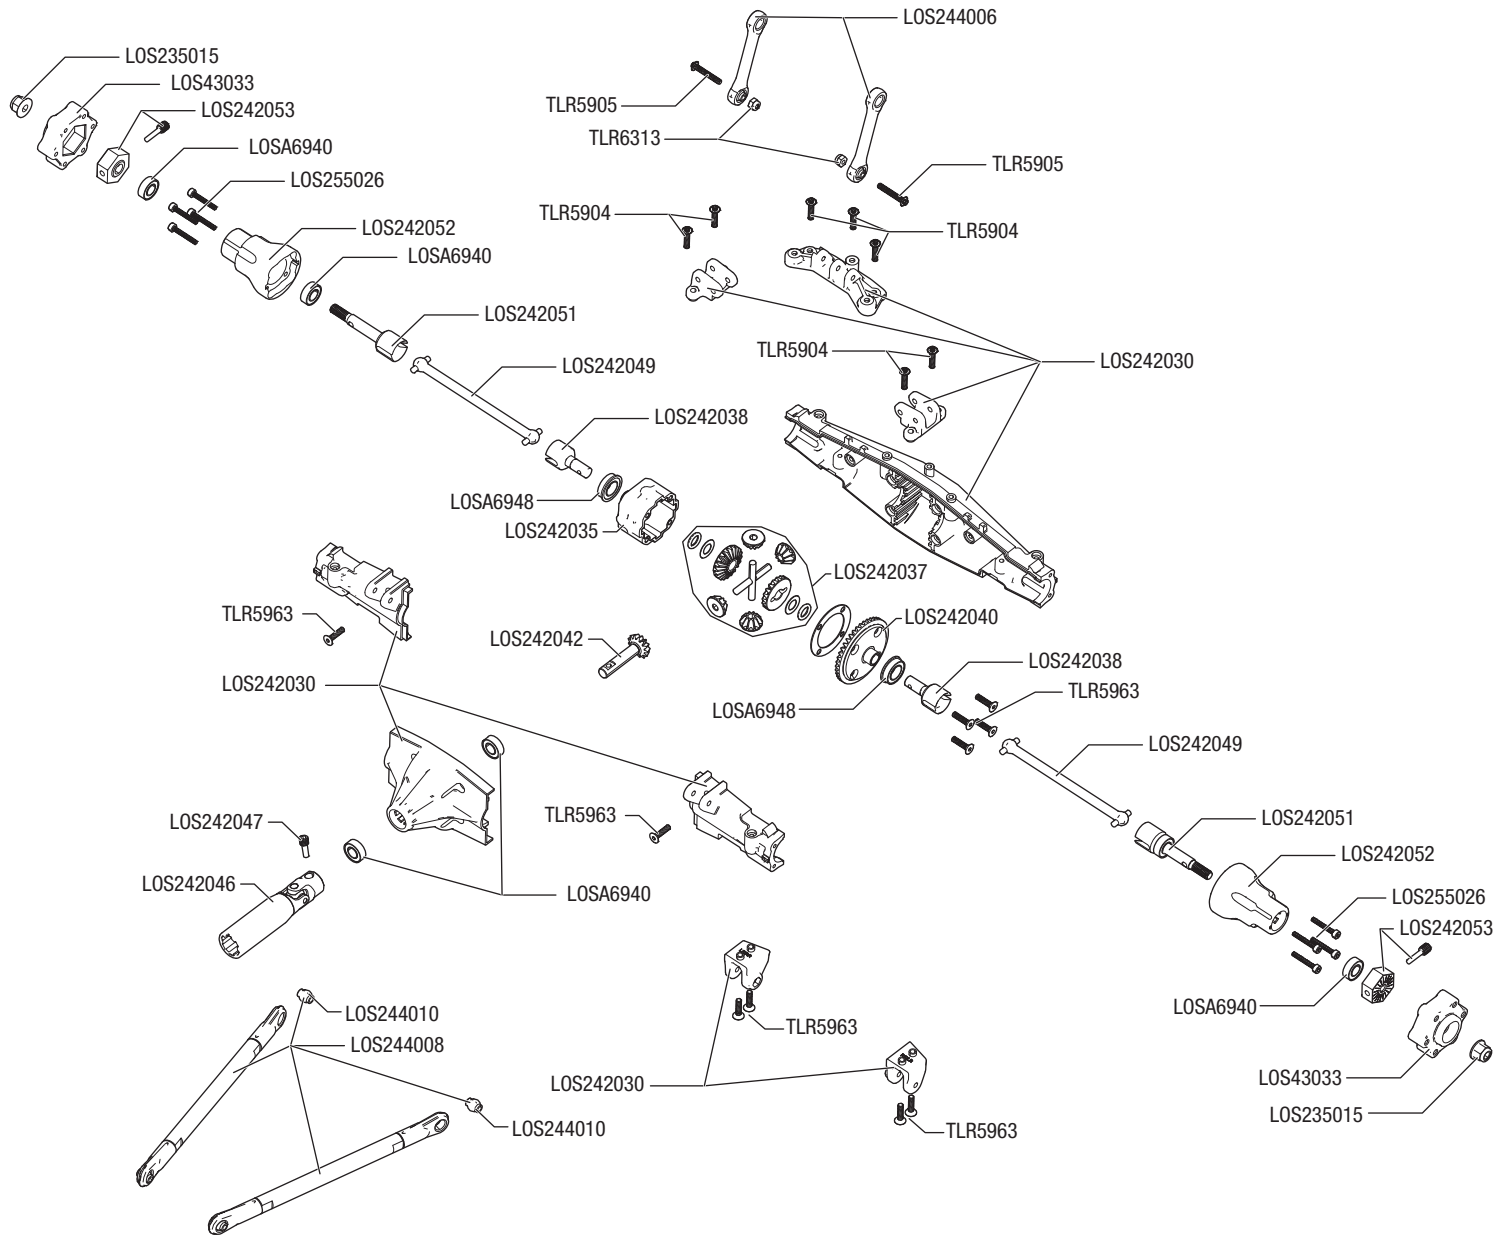 LOS244006
LOS235015
LOS43033
TLR5905
LOS242053
TLR6313
LOSA6940
TLR5905
LOS255026
TLR5904
LOS242052
TLR5904
LOSA6940
LOS242051
TLR5904
LOS242030
LOS242049
LOS242038
LOSA6948
LOS242035
LOS242037
TLR5963
LOS242042
LOS242040
LOS242038
LOS242030
TLR5963
LOSA6948
LOS242049
LOS242047
TLR5963
LOS242051
LOS242052
LOS242046
LOSA6940
LOS255026
LOS242053
LOSA6940
LOS244010
TLR5963
LOS244008
LOS242030
LOS43033
LOS235015
LOS244010
TLR5963